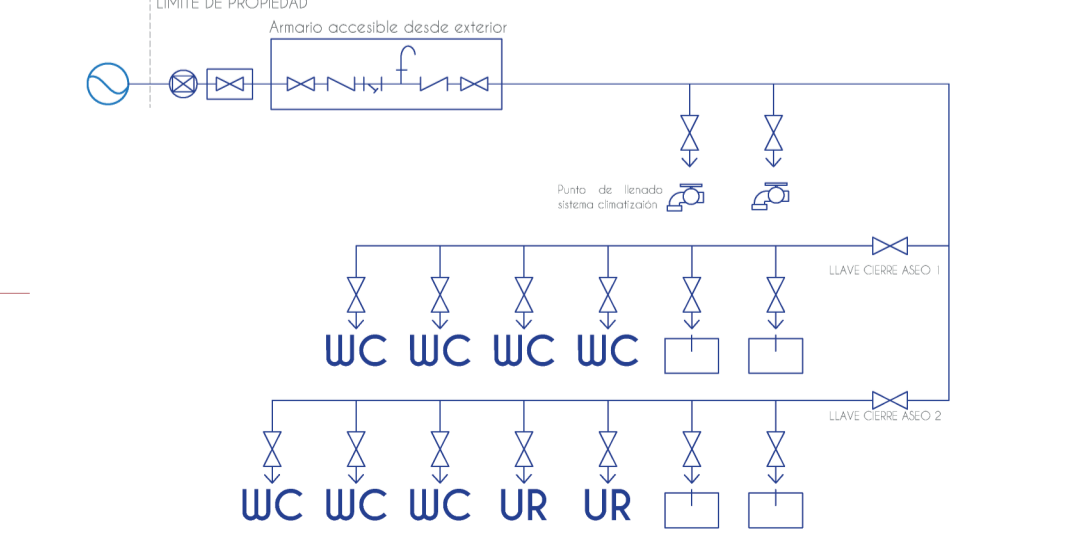 LIMITE DE PROPIEDAD
Armario accesible desde exterior
Punto de llenado
sistema climatizaión
LLAVE CIERRE ASEO 1
WC WC WC WC
LLAVE CIERRE ASEO 2
WC WC WC UR UR